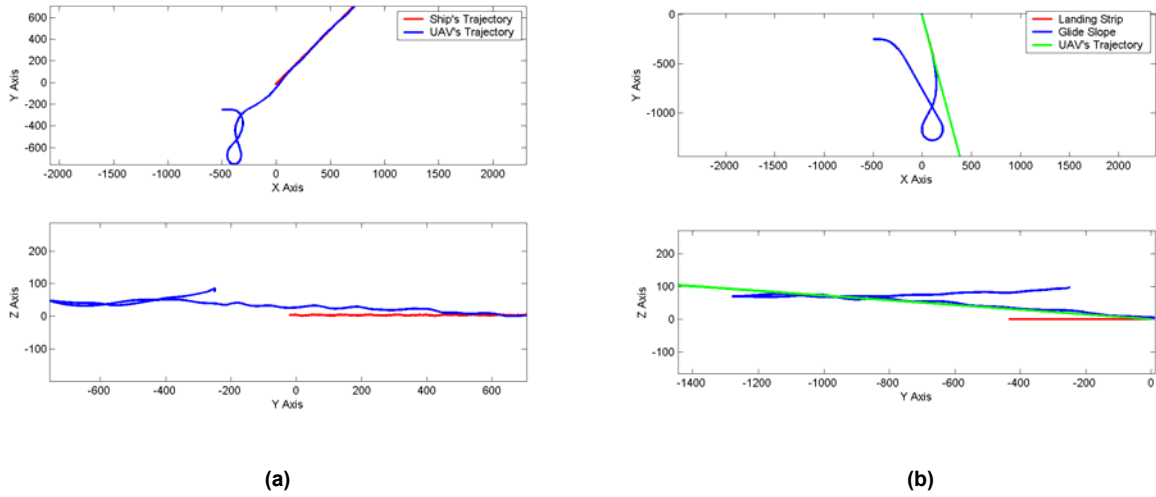 600
400
200
0
-200
-400
-600
Y Axis
Ship's Trajectory
UAV's Trajectory
-2000 -1500 -1000 -500 0 500 1000 1500 2000
X Axis
200
100
0
-100
Z Axis
-600 -400 -200 0 200 400 600
Y Axis
(a)
0
-500
-1000
Y Axis
Landing Strip
Glide Slope
UAV's Trajectory
-2000 -1500 -1000 -500 0 500 1000 1500 2000
X Axis
200
100
0
-100
Z Axis
-1400 -1200 -1000 -800 -600 -400 -200 0
Y Axis
(b)